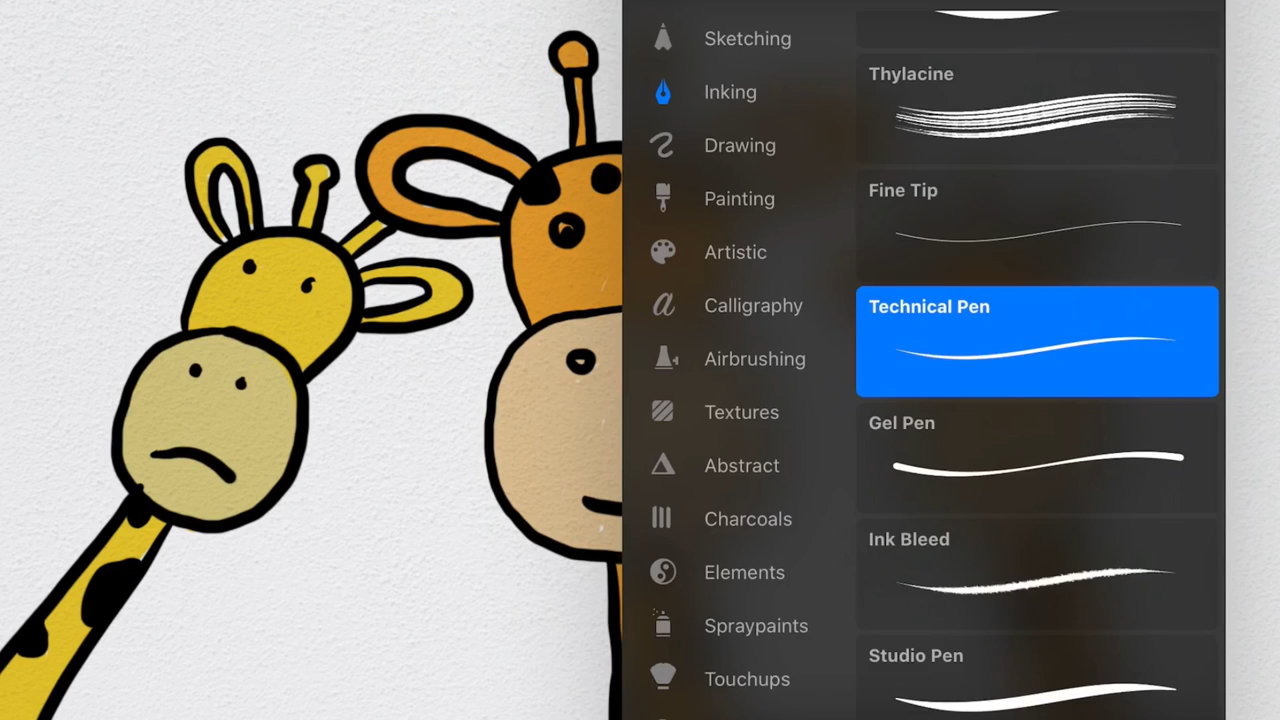 Sketching
Inking
Drawing
Painting
Artistic
Calligraphy
Airbrushing
Textures
Abstract
Charcoals
Elements
Spraypaints
Touchups
Thylacine
Fine Tip
Technical Pen
Gel Pen
Ink Bleed
Studio Pen